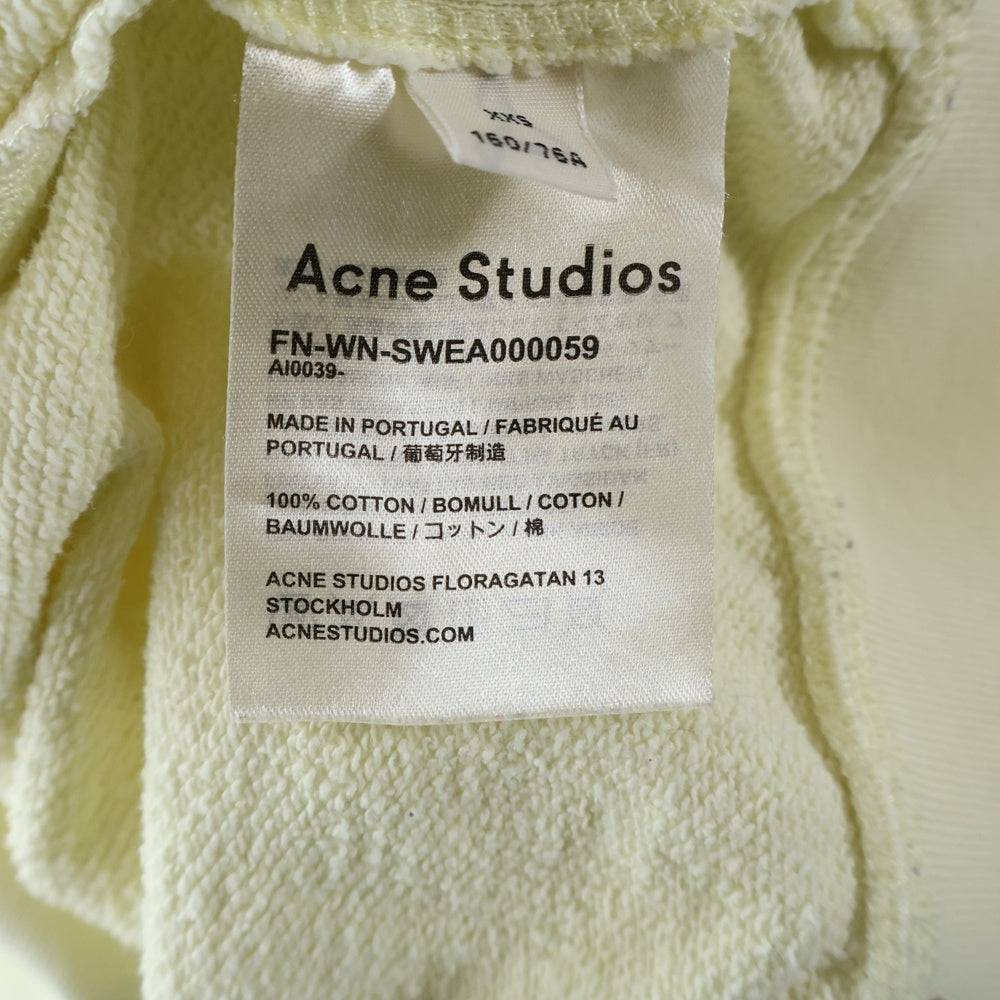 XXS
160/76A
Acne Studios
FN-WN-SWEA000059
AI0039-
MADE IN PORTUGAL / FABRIQUÉ AU
PORTUGAL / 葡萄牙制造
100% COTTON / BOMULL / COTON /
BAUMWOLLE / コットン / 棉
ACNE STUDIOS FLORAGATAN 13
STOCKHOLM
ACNESTUDIOS.COM